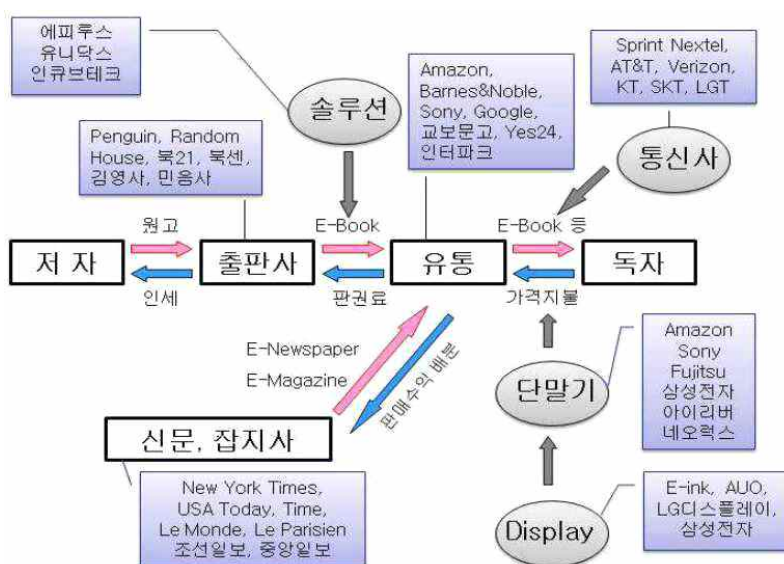 에피루스
유니닥스
인큐브테크
솔루션
Amazon,
Barnes&Noble,
Sony, Google,
교보문고, Yes24,
인터파크
Sprint Nextel,
AT&T, Verizon,
KT, SKT, LGT
통신사
Penguin, Random
House, 북21, 북센,
김영사, 민음사
원고
E-Book
E-Book 등
저 자
출판사
유통
독자
인세
판권료
가격지불
E-Newspaper
E-Magazine
판매수익 배분
단말기
Amazon
Sony
Fujitsu
삼성전자
아이리버
네오럭스
신문, 잡지사
New York Times,
USA Today, Time,
Le Monde, Le Parisien
조선일보, 중앙일보
Display
E-ink, AUO,
LG디스플레이,
삼성전자